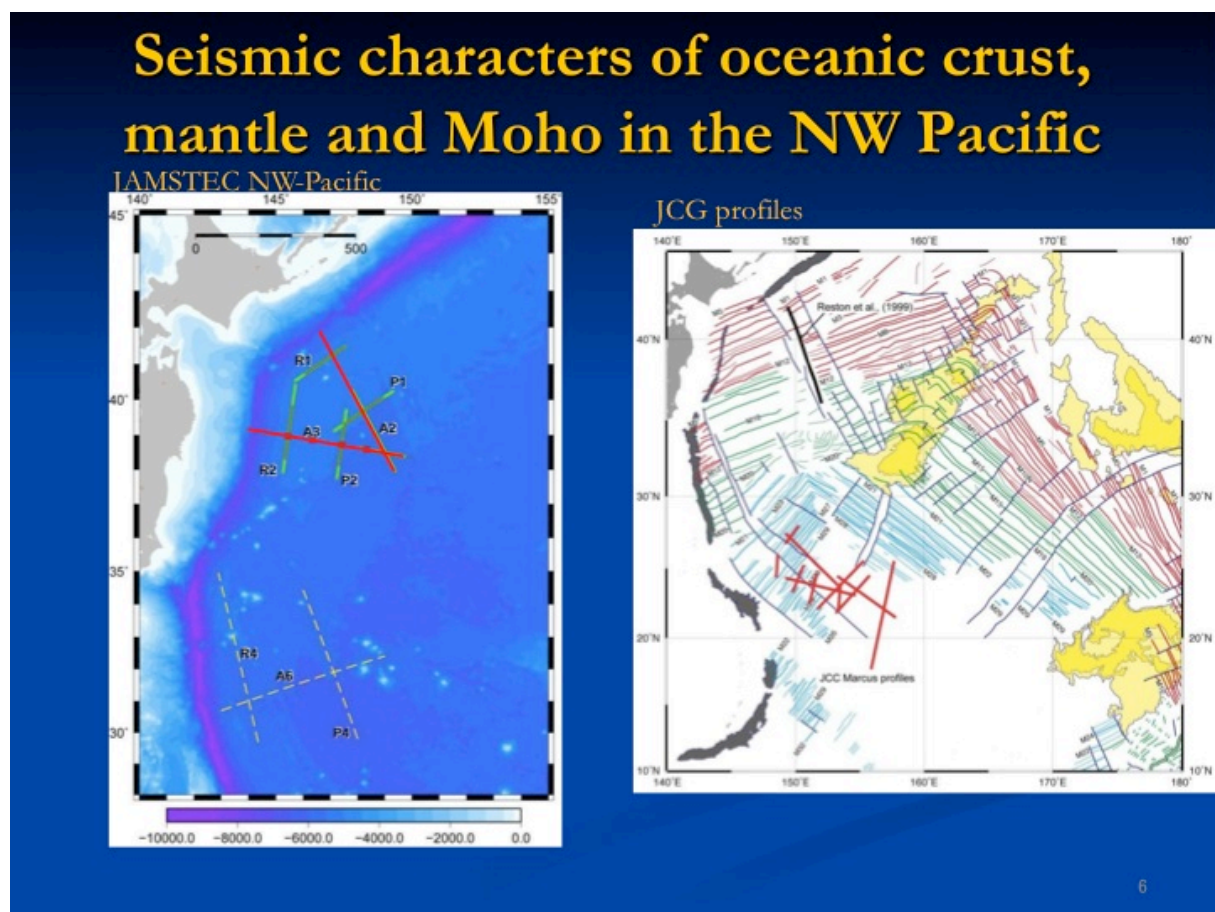 Seismic characters of oceanic crust,
mantle and Moho in the NW Pacific
JAMSTEC NW-Pacific
140° 145° 150° 155°
45°
0 500
R1
P1
40°
A3 A2
R2
P2
35°
R4
A6
P4
30°
-10000.0 -8000.0 -6000.0 -4000.0 -2000.0 0.0
JCG profiles
140°E 150°E 160°E 170°E 180°
Reston et al., (1999)
40°N 40°N
30°N 30°N
20°N 20°N
JCC Marcus profiles
10°N 10°N
140°E 150°E 160°E 170°E 180°
6